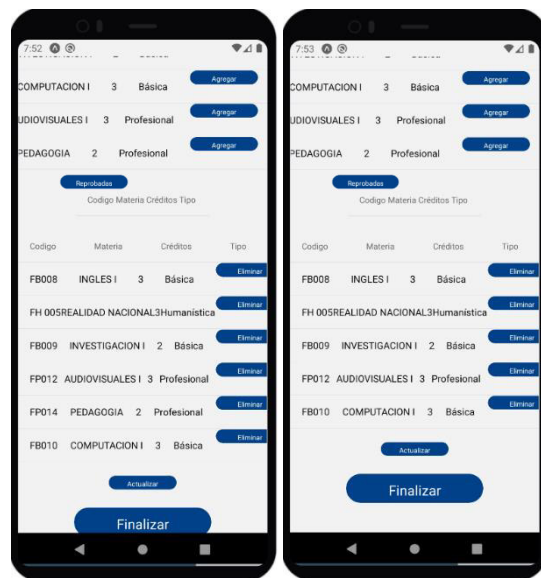 7:52
COMPUTACION I 3 Básica Agregar
UDIOVISUALES I 3 Profesional Agregar
PEDAGOGIA 2 Profesional Agregar
Reprobadas
Codigo Materia Créditos Tipo
Codigo Materia Créditos Tipo
FB008 INGLES I 3 Básica Eliminar
FH 005REALIDAD NACIONAL3Humanística Eliminar
FB009 INVESTIGACION I 2 Básica Eliminar
FP012 AUDIOVISUALES I 3 Profesional Eliminar
FP014 PEDAGOGIA 2 Profesional Eliminar
FB010 COMPUTACION I 3 Básica Eliminar
Actualizar
Finalizar
7:53
COMPUTACION I 3 Básica Agregar
UDIOVISUALES I 3 Profesional Agregar
PEDAGOGIA 2 Profesional Agregar
Reprobadas
Codigo Materia Créditos Tipo
Codigo Materia Créditos Tipo
FB008 INGLES I 3 Básica Eliminar
FH 005REALIDAD NACIONAL3Humanística Eliminar
FB009 INVESTIGACION I 2 Básica Eliminar
FP012 AUDIOVISUALES I 3 Profesional Eliminar
FB010 COMPUTACION I 3 Básica Eliminar
Actualizar
Finalizar